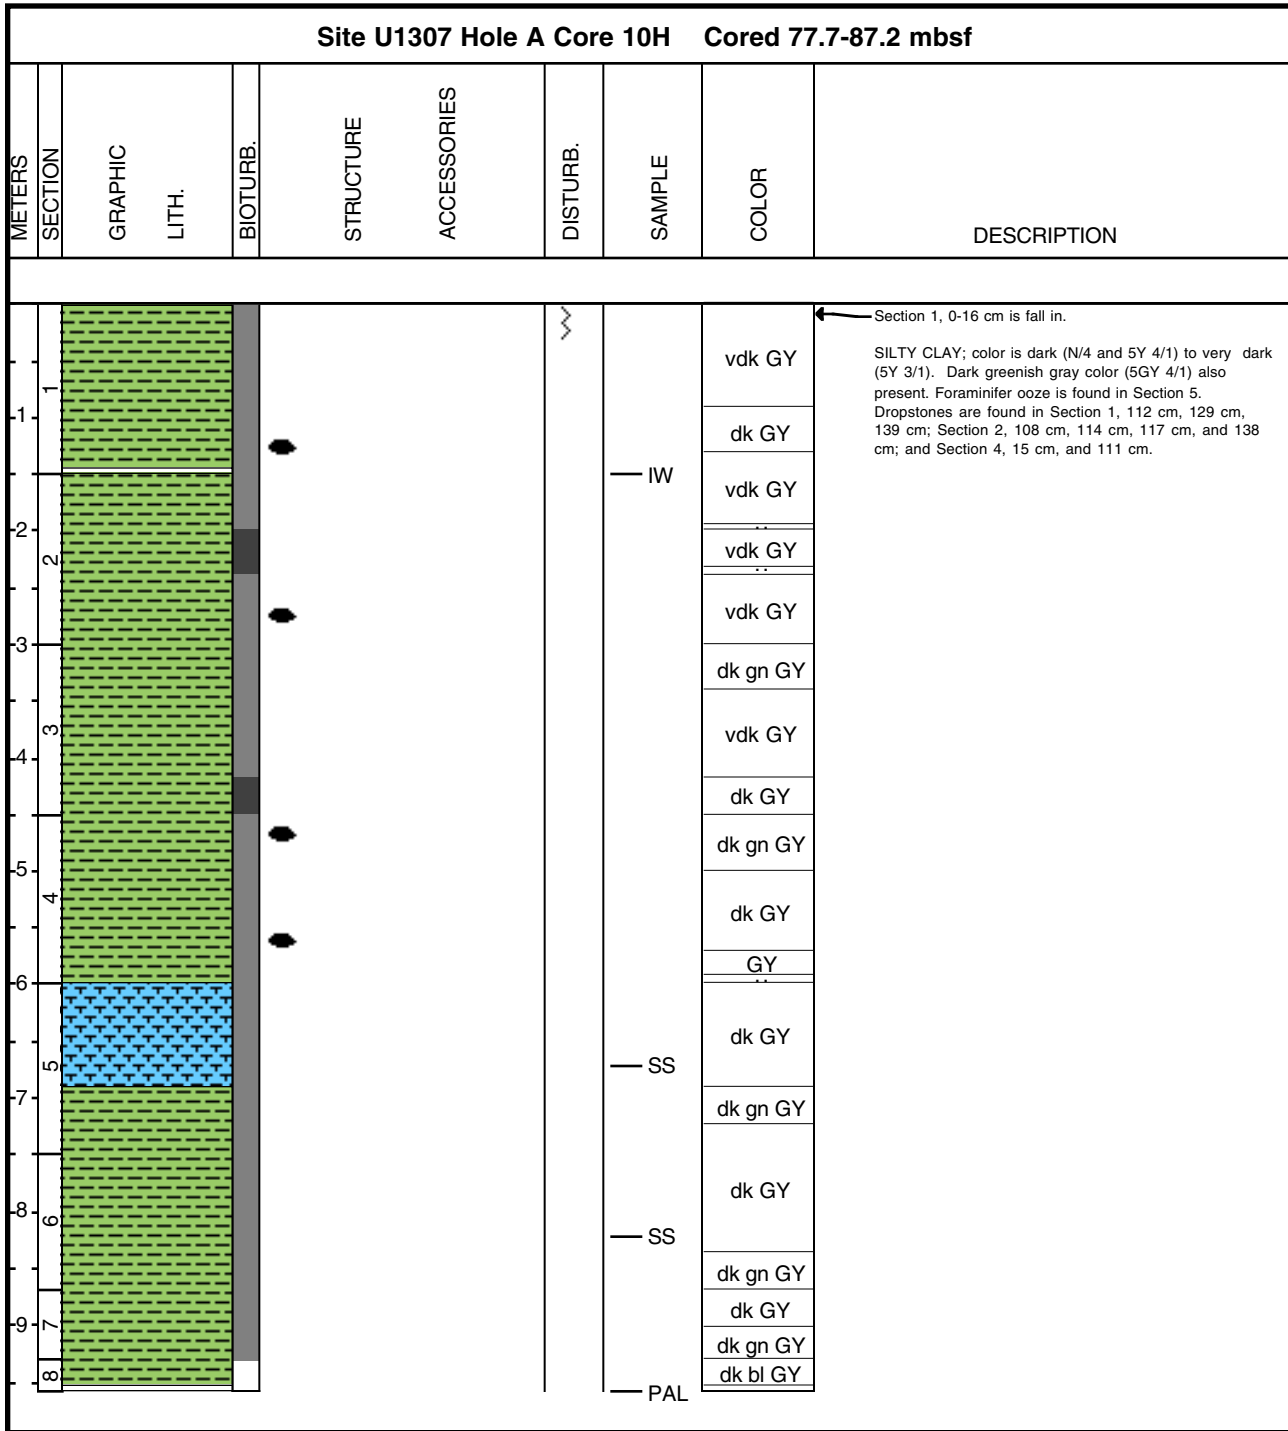 Site U1307 Hole A Core 10H Cored 77.7-87.2 mbsf
METERS
SECTION
GRAPHIC
LITH.
BIOTURB.
STRUCTURE
ACCESSORIES
DISTURB.
SAMPLE
COLOR
DESCRIPTION
Section 1, 0-16 cm is fall in.
SILTY CLAY; color is dark (N/4 and 5Y 4/1) to very dark
(5Y 3/1). Dark greenish gray color (5GY 4/1) also
present. Foraminifer ooze is found in Section 5.
Dropstones are found in Section 1, 112 cm, 129 cm,
139 cm; Section 2, 108 cm, 114 cm, 117 cm, and 138
cm; and Section 4, 15 cm, and 111 cm.
1
2
3
4
5
6
7
8
9
1
2
3
4
5
6
7
8
IW
SS
SS
PAL
vdk GY
dk GY
vdk GY
vdk GY
vdk GY
dk gn GY
vdk GY
dk GY
dk gn GY
dk GY
GY
dk GY
dk gn GY
dk GY
dk gn GY
dk GY
dk gn GY
dk bl GY